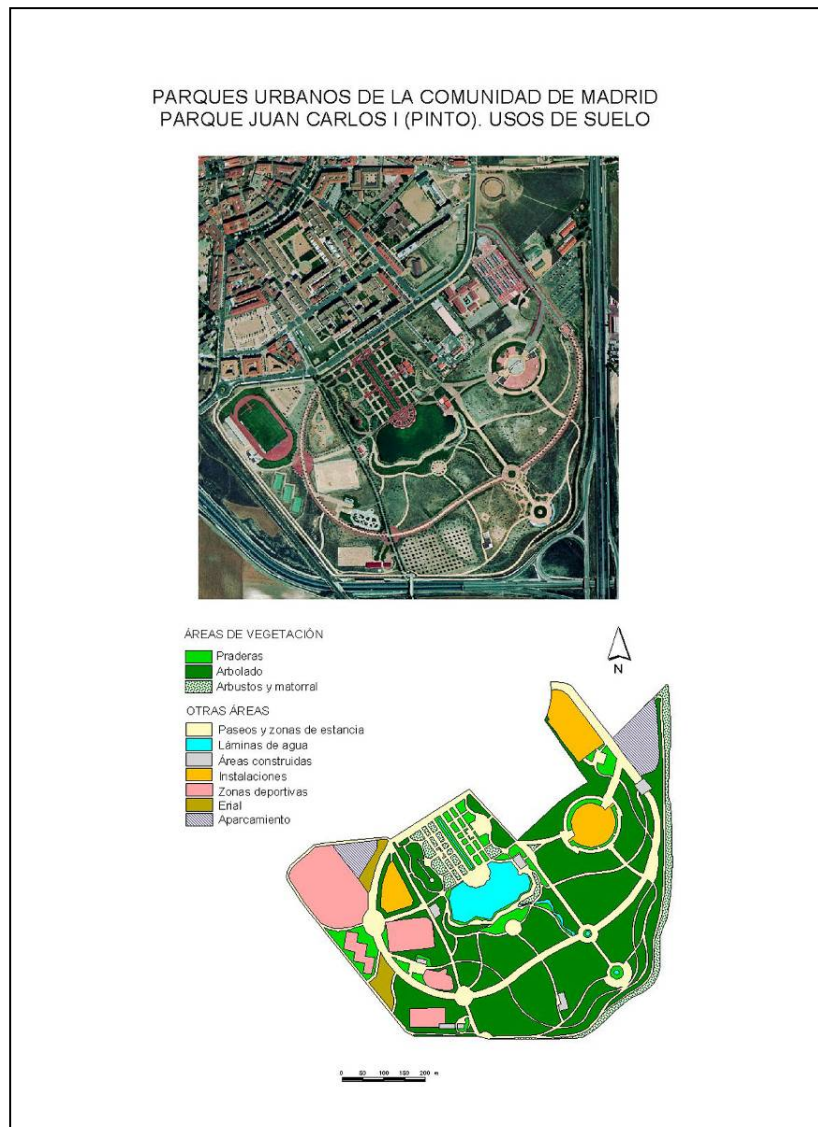 PARQUES URBANOS DE LA COMUNIDAD DE MADRID
PARQUE JUAN CARLOS I (PINTO). USOS DE SUELO
ÁREAS DE VEGETACIÓN
Praderas
Arbolado
Arbustos y matorral
OTRAS ÁREAS
Paseos y zonas de estancia
Láminas de agua
Áreas construidas
Instalaciones
Zonas deportivas
Erial
Aparcamiento
N
0 50 100 150 200 m